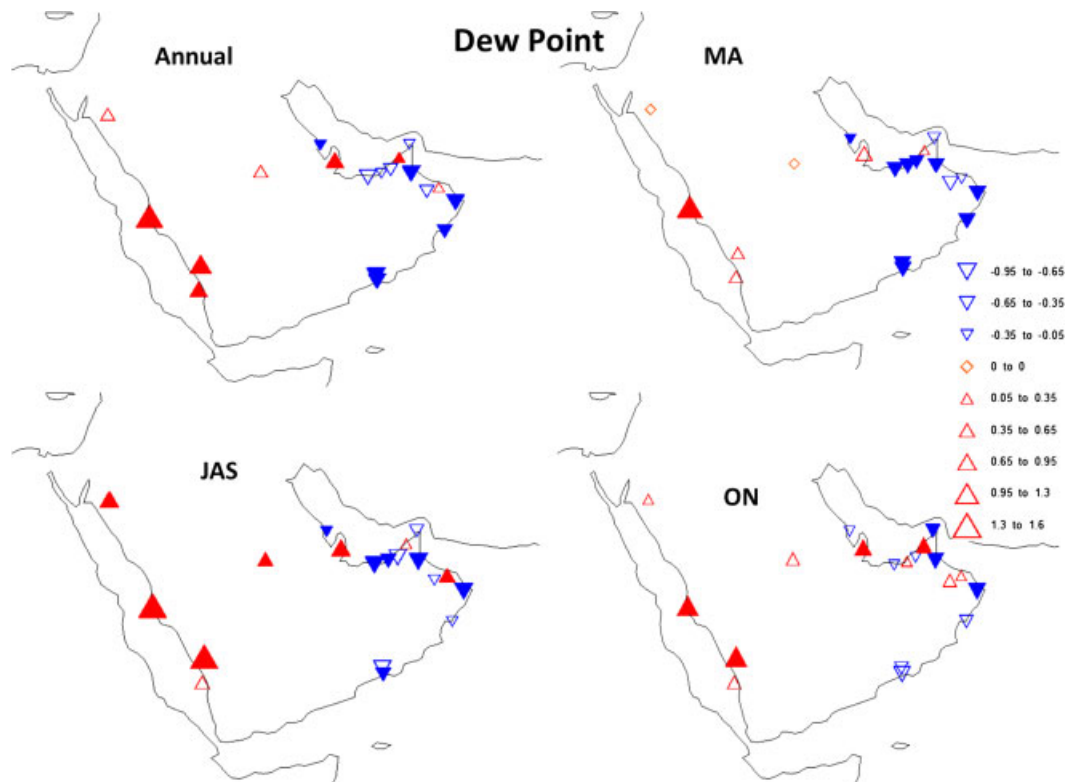 Dew Point
Annual
MA
-0.95 to -0.65
-0.65 to -0.35
-0.35 to -0.05
0 to 0
0.05 to 0.35
0.35 to 0.65
0.65 to 0.95
0.95 to 1.3
1.3 to 1.6
JAS
ON